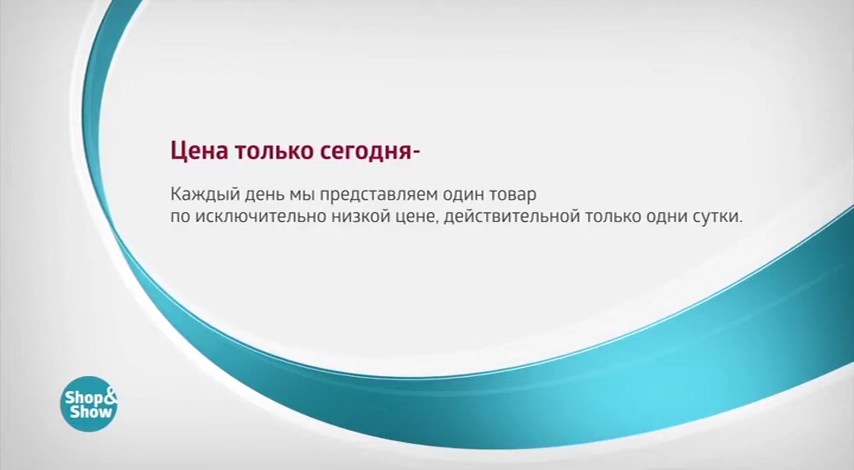 Цена только сегодня-
Каждый день мы представляем один товар
по исключительно низкой цене, действительной только одни сутки.
Shop&
Show